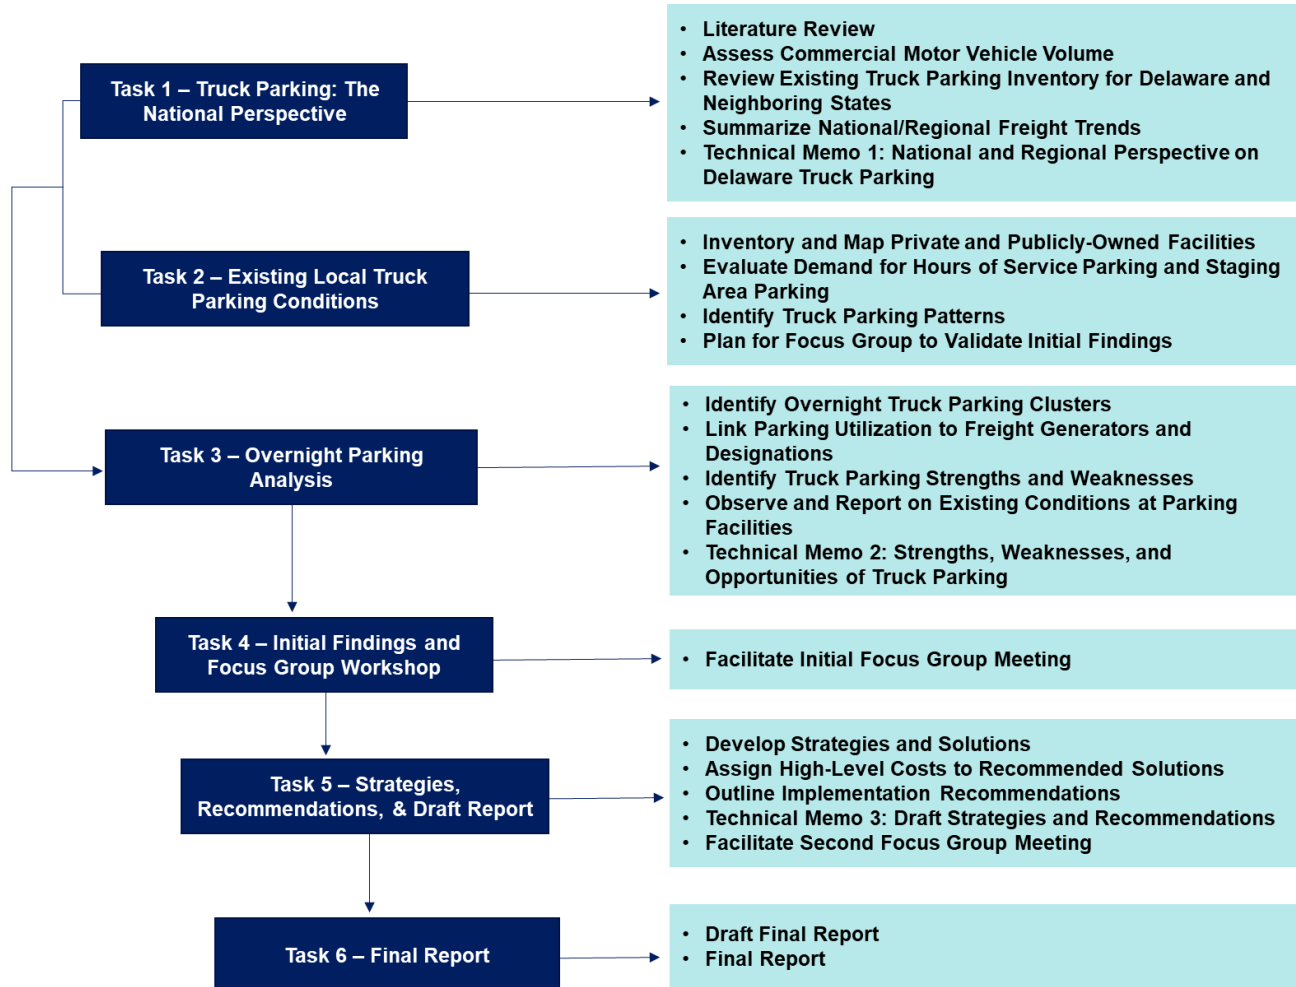 Task 1 – Truck Parking: The
National Perspective
• Literature Review
• Assess Commercial Motor Vehicle Volume
• Review Existing Truck Parking Inventory for Delaware and
Neighboring States
• Summarize National/Regional Freight Trends
• Technical Memo 1: National and Regional Perspective on
Delaware Truck Parking
Task 2 – Existing Local Truck
Parking Conditions
• Inventory and Map Private and Publicly-Owned Facilities
• Evaluate Demand for Hours of Service Parking and Staging
Area Parking
• Identify Truck Parking Patterns
• Plan for Focus Group to Validate Initial Findings
Task 3 – Overnight Parking
Analysis
• Identify Overnight Truck Parking Clusters
• Link Parking Utilization to Freight Generators and
Designations
• Identify Truck Parking Strengths and Weaknesses
• Observe and Report on Existing Conditions at Parking
Facilities
• Technical Memo 2: Strengths, Weaknesses, and
Opportunities of Truck Parking
Task 4 – Initial Findings and
Focus Group Workshop
• Facilitate Initial Focus Group Meeting
Task 5 – Strategies,
Recommendations, & Draft Report
• Develop Strategies and Solutions
• Assign High-Level Costs to Recommended Solutions
• Outline Implementation Recommendations
• Technical Memo 3: Draft Strategies and Recommendations
• Facilitate Second Focus Group Meeting
Task 6 – Final Report
• Draft Final Report
• Final Report